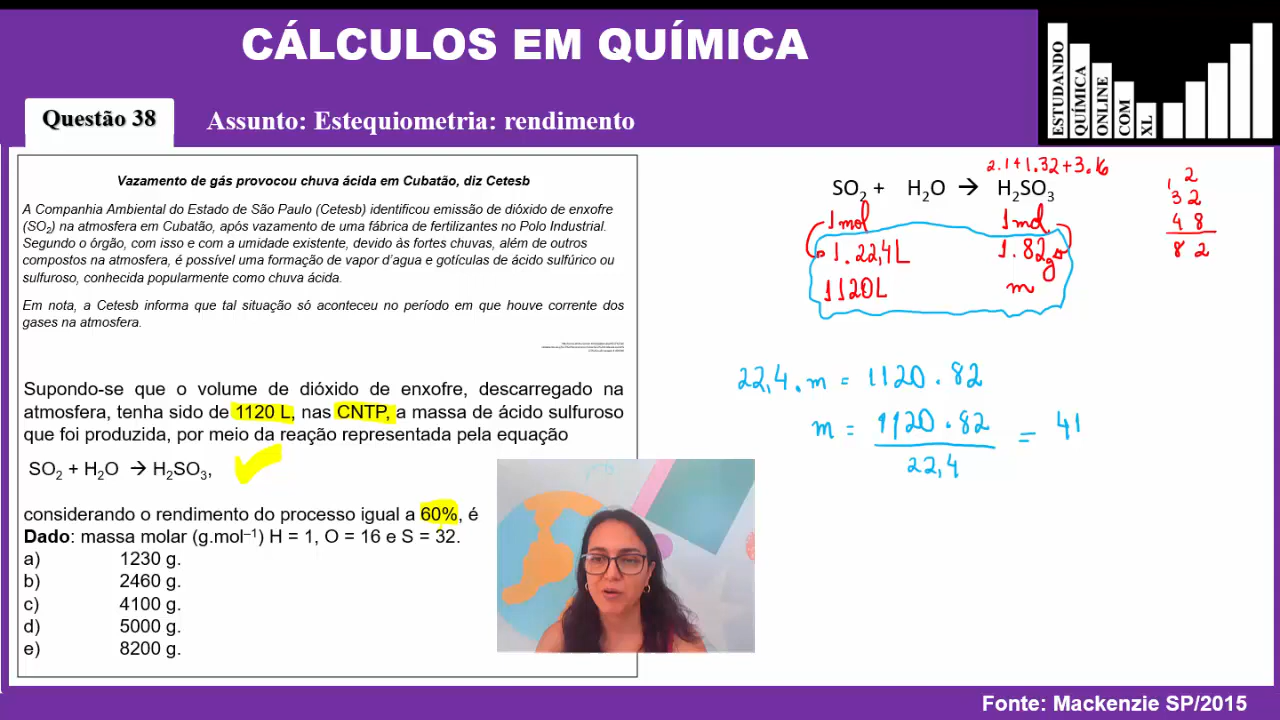 CÁLCULOS EM QUÍMICA
ESTUDANDO
QUÍMICA
ONLINE
COM
XL
Questão 38
Assunto: Estequiometria: rendimento
Vazamento de gás provocou chuva ácida em Cubatão, diz Cetesb
A Companhia Ambiental do Estado de São Paulo (Cetesb) identificou emissão de dióxido de enxofre
(SO₂) na atmosfera em Cubatão, após vazamento de uma fábrica de fertilizantes no Polo Industrial.
Segundo o órgão, com isso e com a umidade existente, devido às fortes chuvas, além de outros
compostos na atmosfera, é possível uma formação de vapor d'agua e gotículas de ácido sulfúrico ou
sulfuroso, conhecida popularmente como chuva ácida.
Em nota, a Cetesb informa que tal situação só aconteceu no período em que houve corrente dos
gases na atmosfera.
Supondo-se que o volume de dióxido de enxofre, descarregado na
atmosfera, tenha sido de 1120 L, nas CNTP, a massa de ácido sulfuroso
que foi produzida, por meio da reação representada pela equação
SO₂ + H₂O → H₂SO₃,
considerando o rendimento do processo igual a 60%, é
Dado: massa molar (g.mol⁻¹) H = 1, O = 16 e S = 32.
a) 1230 g.
b) 2460 g.
c) 4100 g.
d) 5000 g.
e) 8200 g.
2.1+1.32+3.16
SO₂ + H₂O → H₂SO₃
1mol 1mol
1.22,4L 1.82g
1120L m
2
1
32
48
82
22,4.m = 1120.82
m = 1120.82 = 41
22,4
Fonte: Mackenzie SP/2015